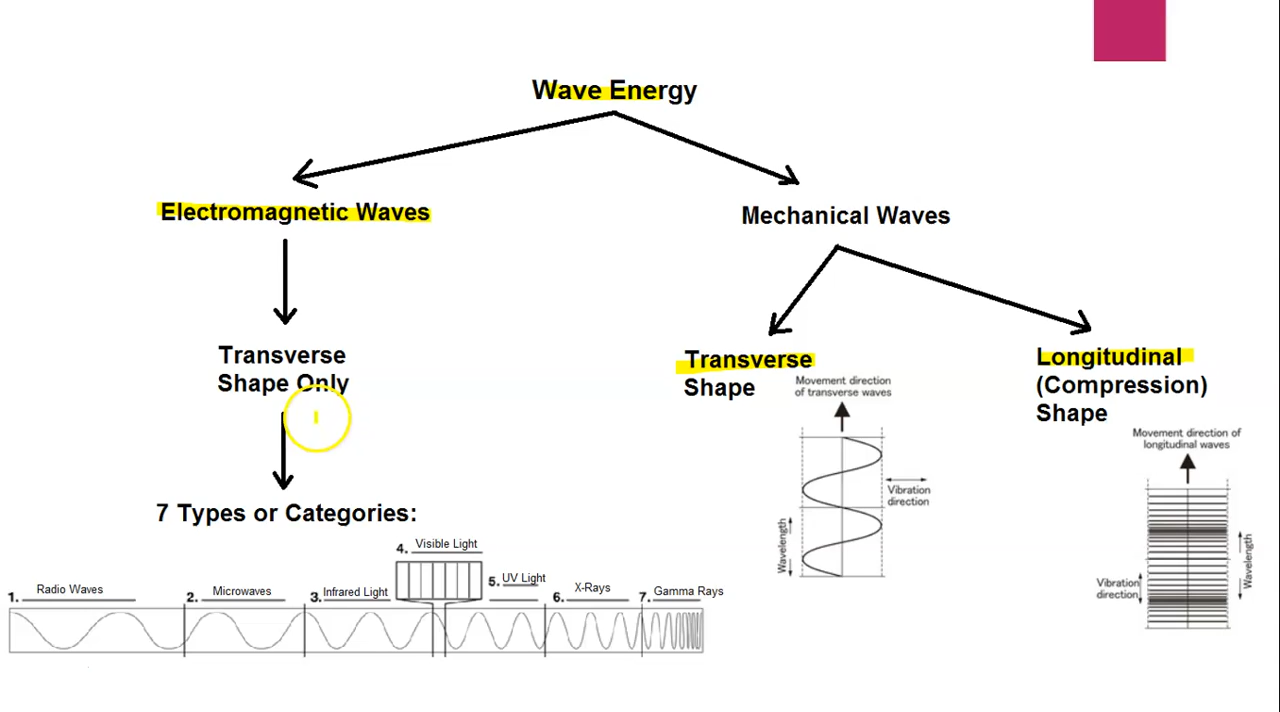 Wave Energy
Electromagnetic Waves
Mechanical Waves
Transverse
Shape Only
Transverse
Shape
Longitudinal
(Compression)
Shape
Movement direction
of transverse waves
Vibration
direction
Wavelength
Movement direction of
longitudinal waves
Vibration
direction
Wavelength
7 Types or Categories:
1. Radio Waves
2. Microwaves
3. Infrared Light
4. Visible Light
5. UV Light
6. X-Rays
7. Gamma Rays